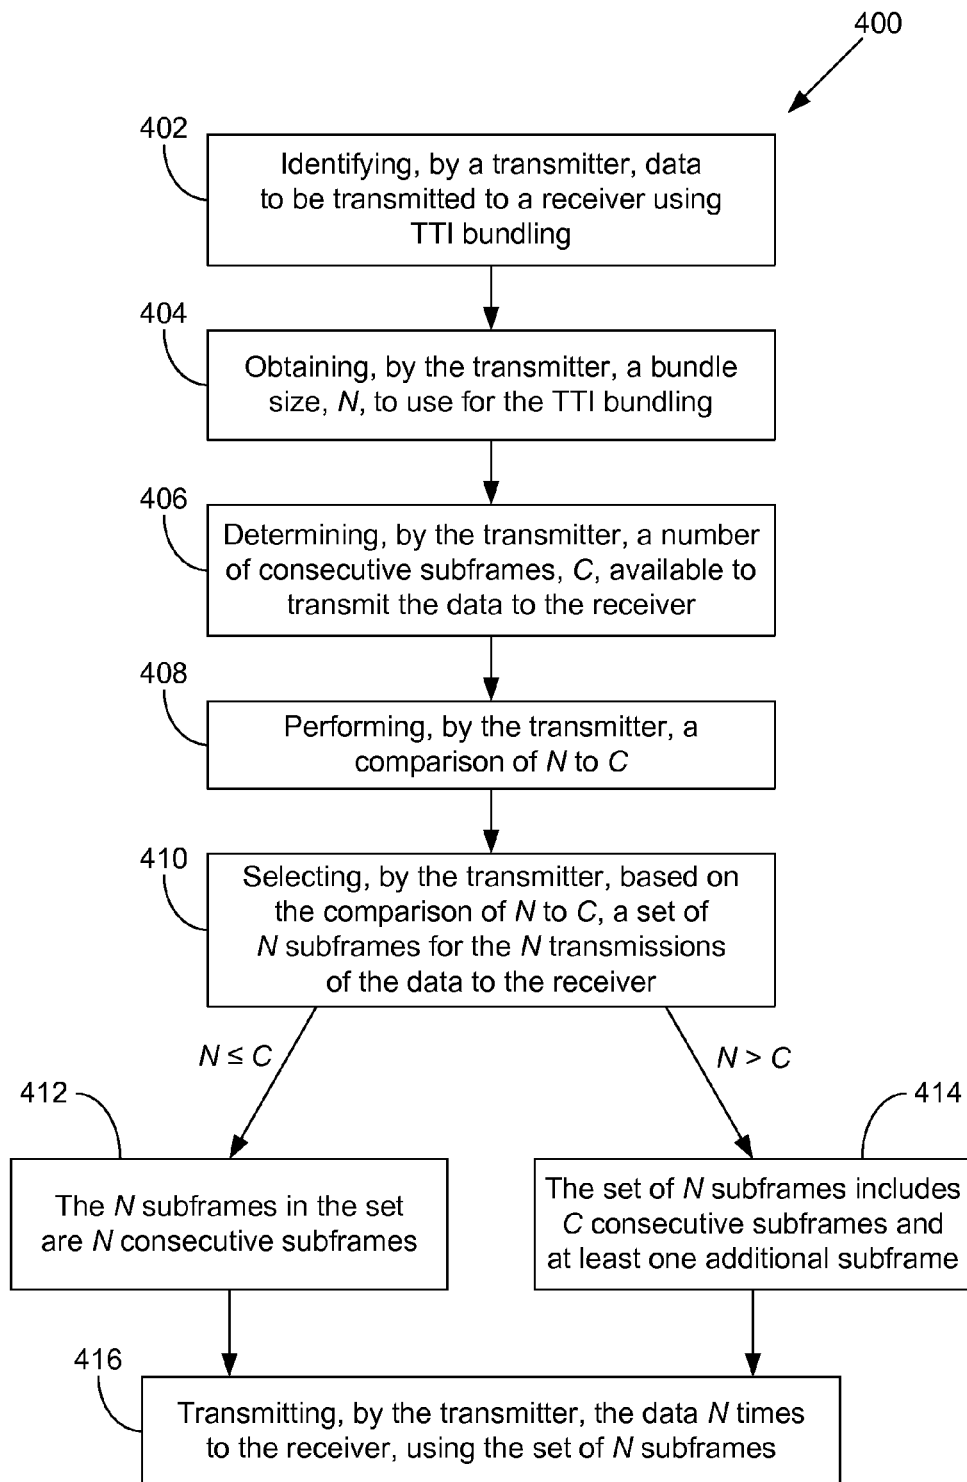 400
402
Identifying, by a transmitter, data
to be transmitted to a receiver using
TTI bundling
404
Obtaining, by the transmitter, a bundle
size, N, to use for the TTI bundling
406
Determining, by the transmitter, a number
of consecutive subframes, C, available to
transmit the data to the receiver
408
Performing, by the transmitter, a
comparison of N to C
410
Selecting, by the transmitter, based on
the comparison of N to C, a set of
N subframes for the N transmissions
of the data to the receiver
N ≤ C
N > C
412
The N subframes in the set
are N consecutive subframes
414
The set of N subframes includes
C consecutive subframes and
at least one additional subframe
416
Transmitting, by the transmitter, the data N times
to the receiver, using the set of N subframes